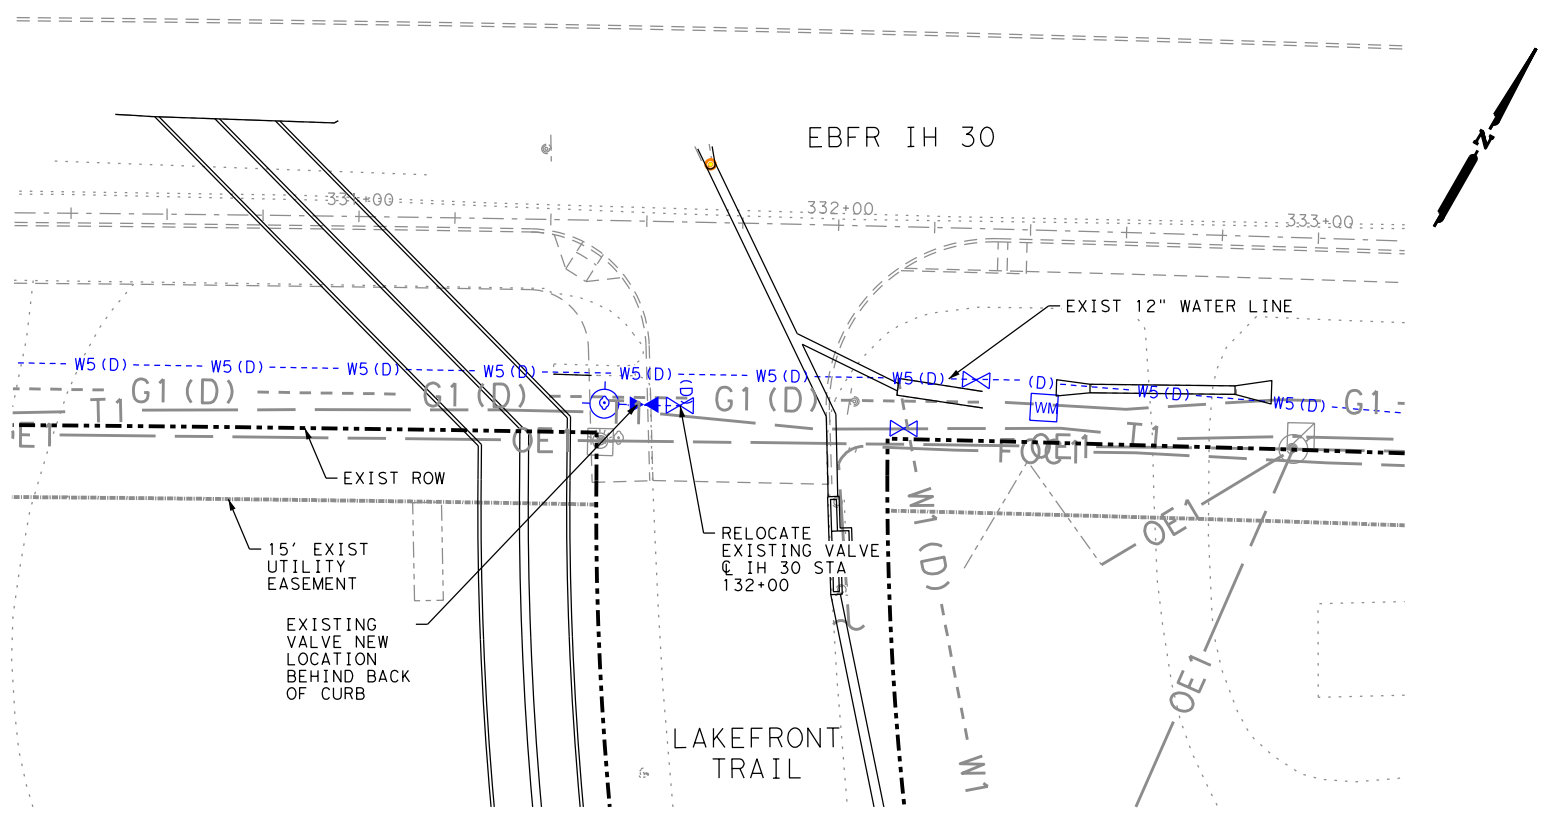 EBFR IH 30
N
331+00
332+00
333+00
EXIST 12" WATER LINE
W5(D)
W5(D)
W5(D)
W5(D)
W5(D)
W5(D)
W5(D)
(D)
W5(D)
W5(D)
G1(D)
G1(D)
(D)
G1(D)
G1
T1
WM
T1
E1
OE1
FOC1
OE1
EXIST ROW
W1(D)
OE1
15' EXIST
UTILITY
EASEMENT
RELOCATE
EXISTING VALVE
℄ IH 30 STA
132+00
EXISTING
VALVE NEW
LOCATION
BEHIND BACK
OF CURB
OE1
LAKEFRONT
TRAIL
W1